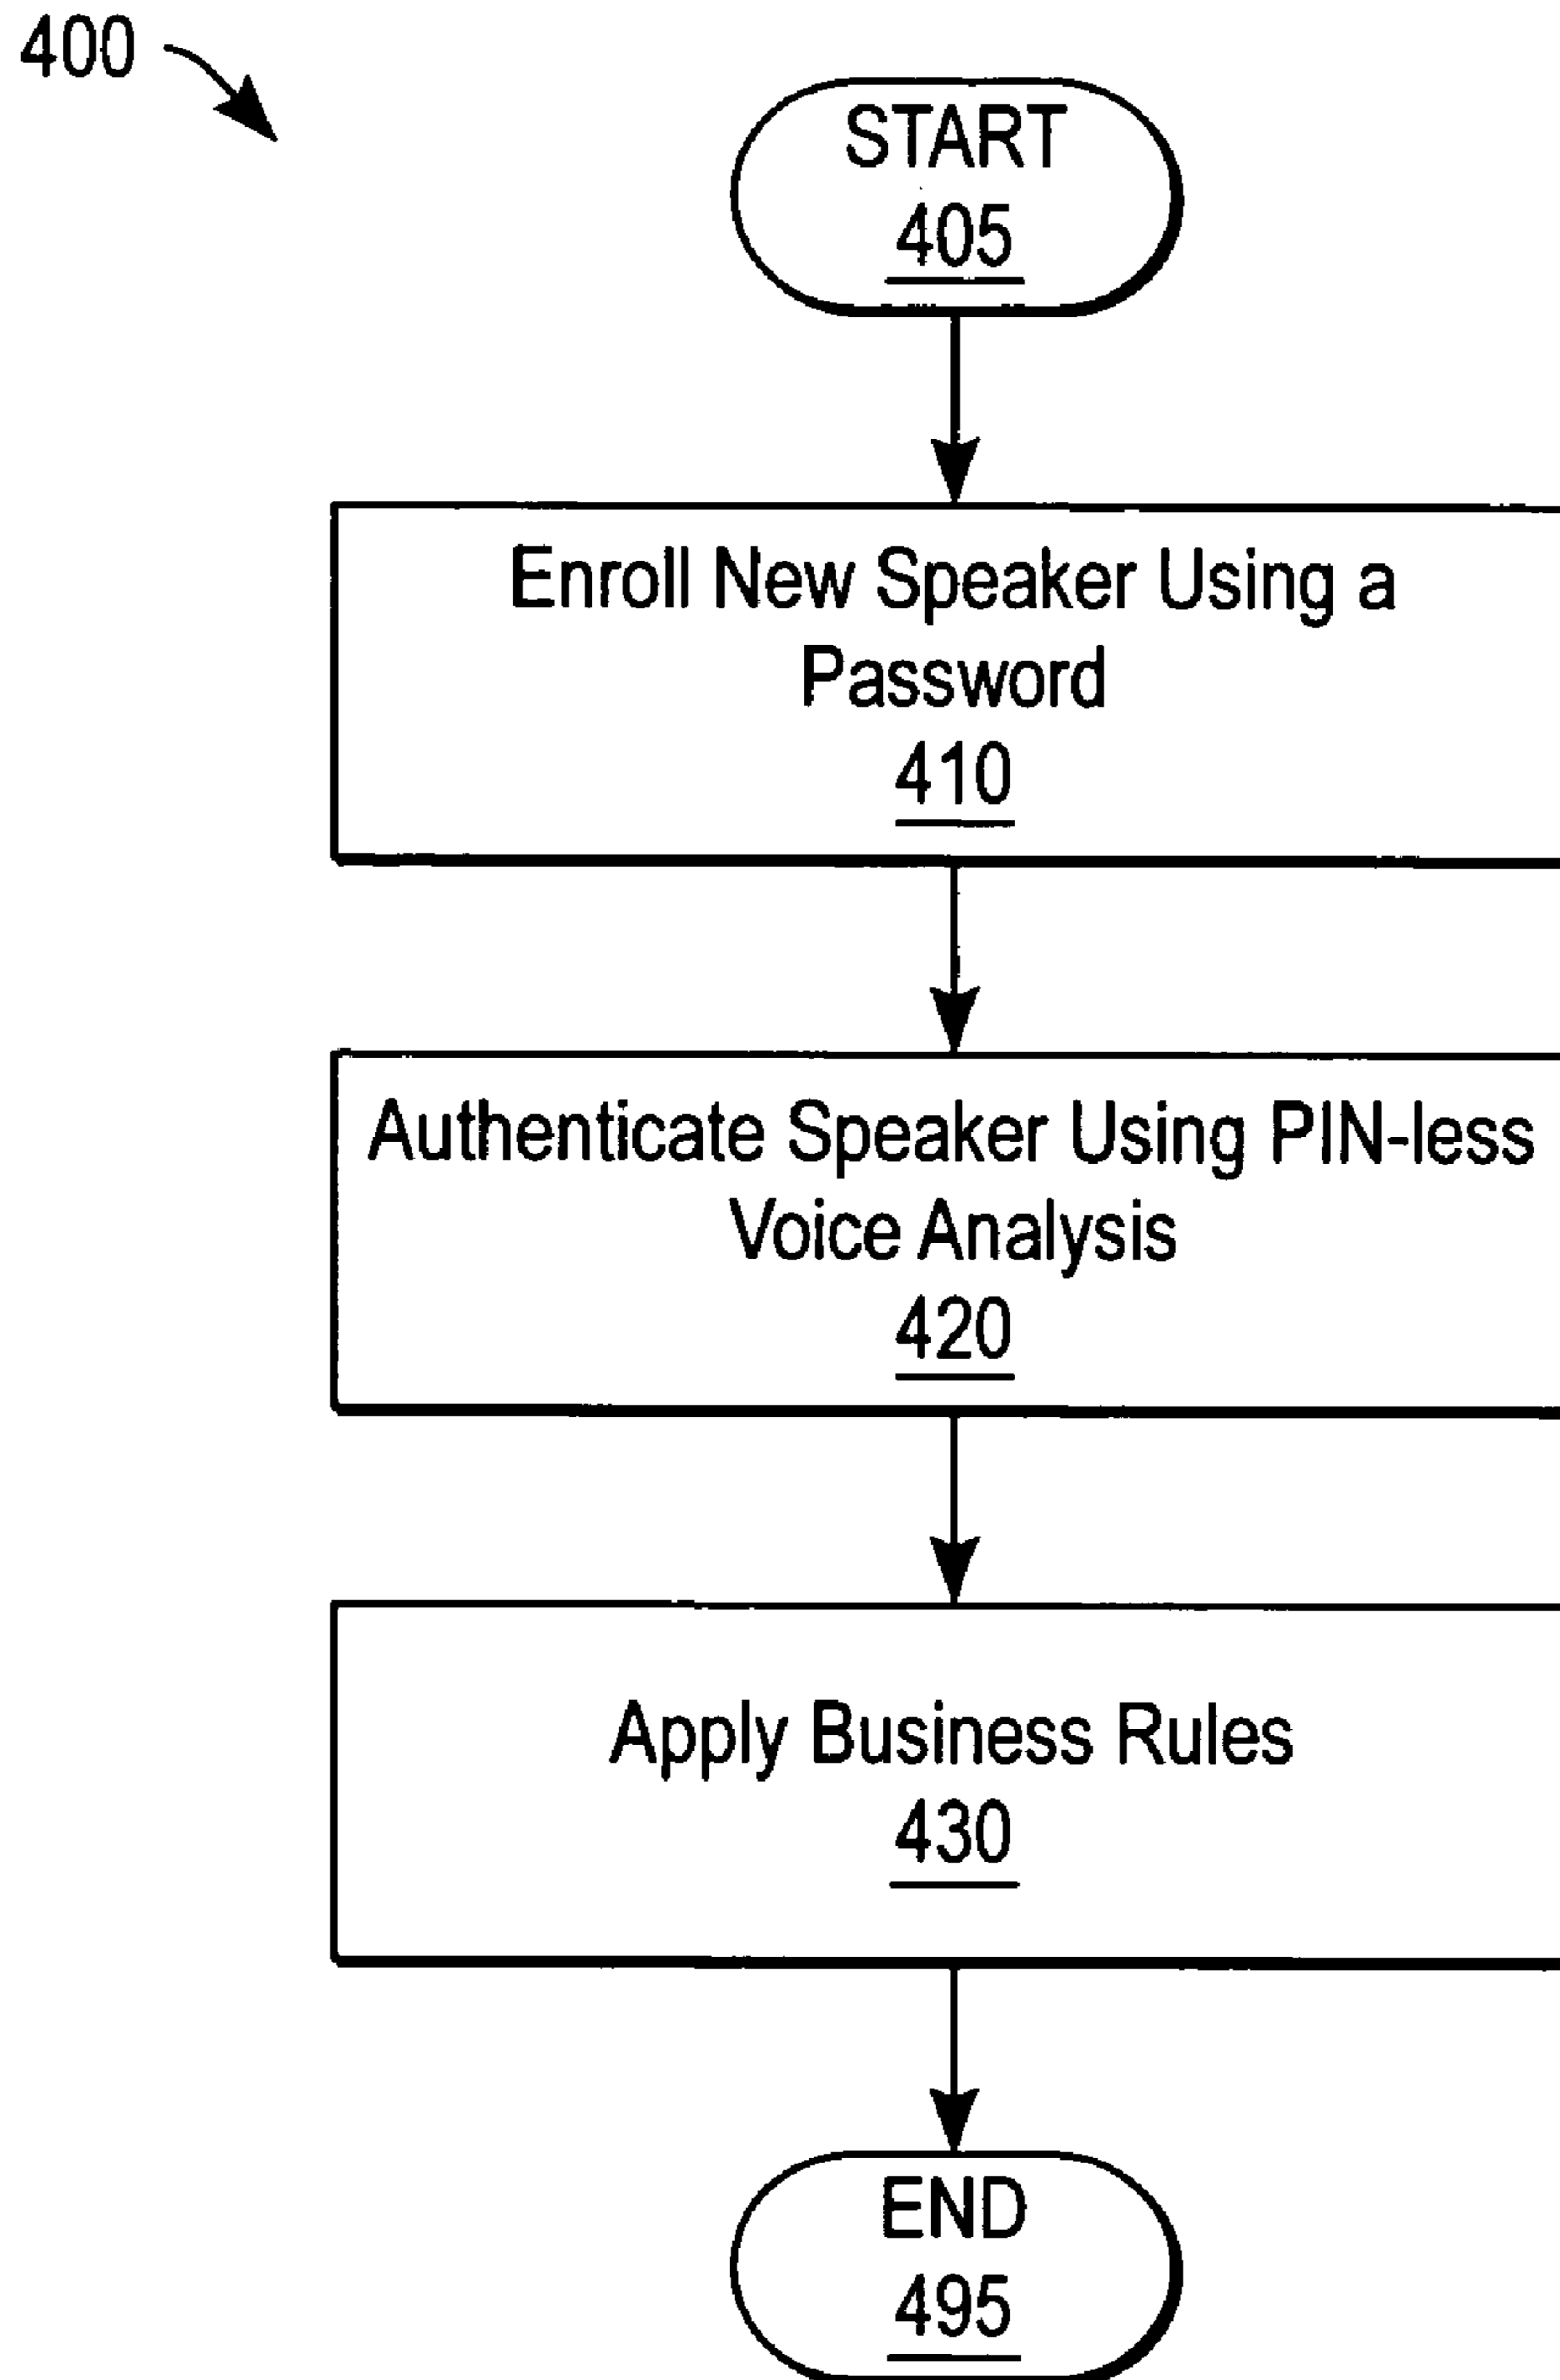 400
START
405
Enroll New Speaker Using a
Password
410
Authenticate Speaker Using PIN-less
Voice Analysis
420
Apply Business Rules
430
END
495